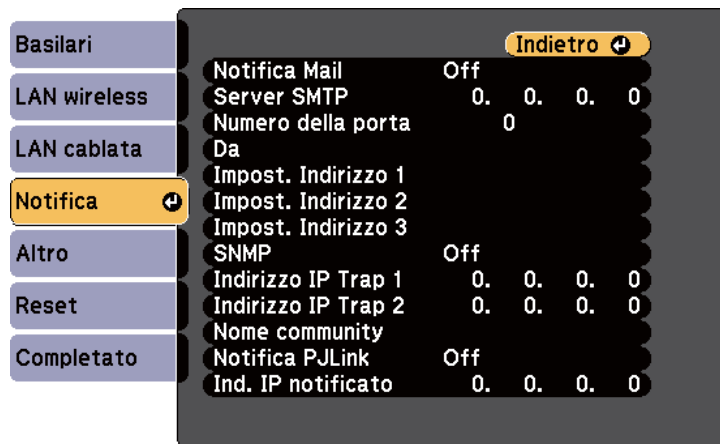 Basilari
LAN wireless
LAN cablata
Notifica
Altro
Reset
Completato
Indietro
Notifica Mail Off
Server SMTP 0. 0. 0. 0
Numero della porta 0
Da
Impost. Indirizzo 1
Impost. Indirizzo 2
Impost. Indirizzo 3
SNMP Off
Indirizzo IP Trap 1 0. 0. 0. 0
Indirizzo IP Trap 2 0. 0. 0. 0
Nome community
Notifica PJLink Off
Ind. IP notificato 0. 0. 0. 0